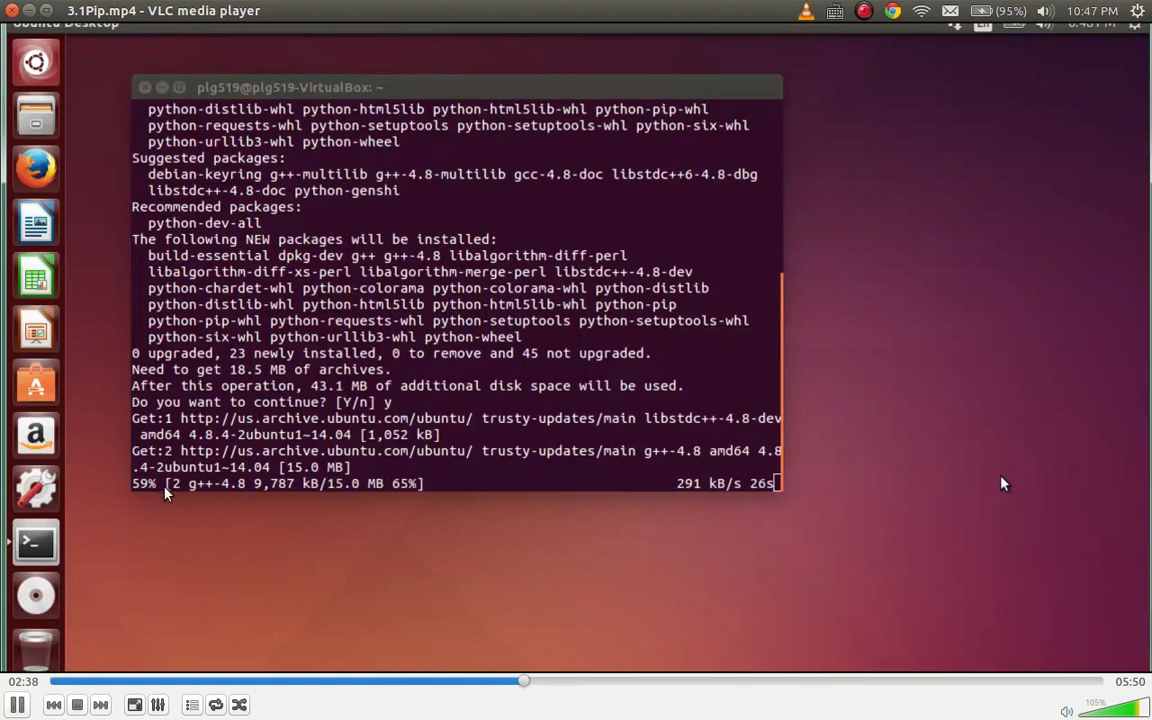 3.1Pip.mp4 - VLC media player
(95%)
10:47 PM
Ubuntu Desktop
plg519@plg519-VirtualBox: ~
python-distlib-whl python-html5lib python-html5lib-whl python-pip-whl
python-requests-whl python-setuptools python-setuptools-whl python-six-whl
python-urllib3-whl python-wheel
Suggested packages:
debian-keyring g++-multilib g++-4.8-multilib gcc-4.8-doc libstdc++6-4.8-dbg
libstdc++-4.8-doc python-genshi
Recommended packages:
python-dev-all
The following NEW packages will be installed:
build-essential dpkg-dev g++ g++-4.8 libalgorithm-diff-perl
libalgorithm-diff-xs-perl libalgorithm-merge-perl libstdc++-4.8-dev
python-chardet-whl python-colorama python-colorama-whl python-distlib
python-distlib-whl python-html5lib python-html5lib-whl python-pip
python-pip-whl python-requests-whl python-setuptools python-setuptools-whl
python-six-whl python-urllib3-whl python-wheel
0 upgraded, 23 newly installed, 0 to remove and 45 not upgraded.
Need to get 18.5 MB of archives.
After this operation, 43.1 MB of additional disk space will be used.
Do you want to continue? [Y/n] y
Get:1 http://us.archive.ubuntu.com/ubuntu/ trusty-updates/main libstdc++-4.8-dev
amd64 4.8.4-2ubuntu1~14.04 [1,052 kB]
Get:2 http://us.archive.ubuntu.com/ubuntu/ trusty-updates/main g++-4.8 amd64 4.8
.4-2ubuntu1~14.04 [15.0 MB]
59% [2 g++-4.8 9,787 kB/15.0 MB 65%] 291 kB/s 26s
02:38
05:50
105%